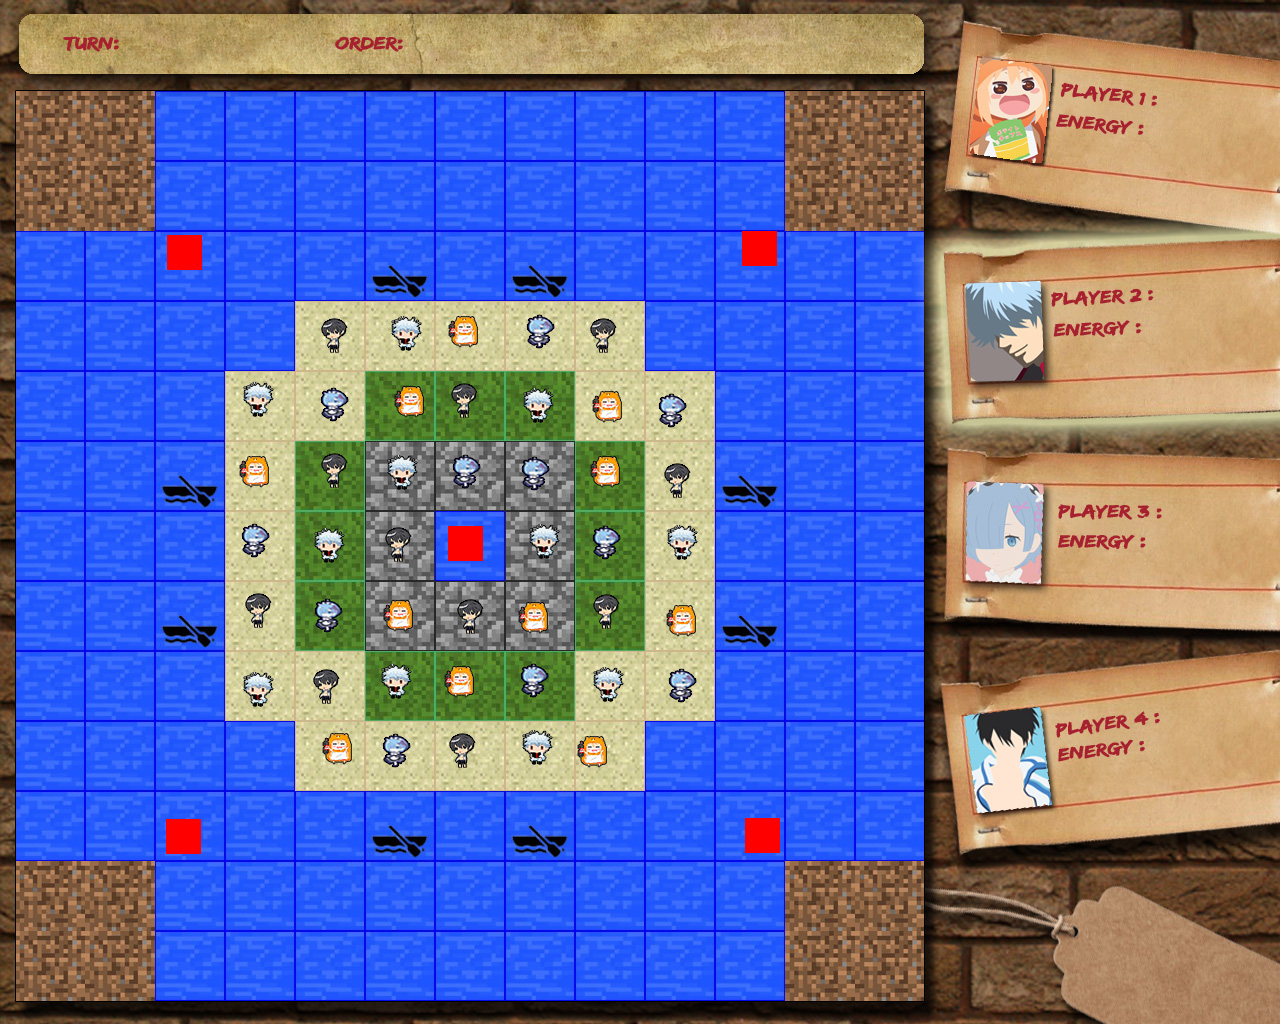 TURN:
ORDER:
PLAYER 1 :
ENERGY :
PLAYER 2 :
ENERGY :
PLAYER 3 :
ENERGY :
PLAYER 4 :
ENERGY :